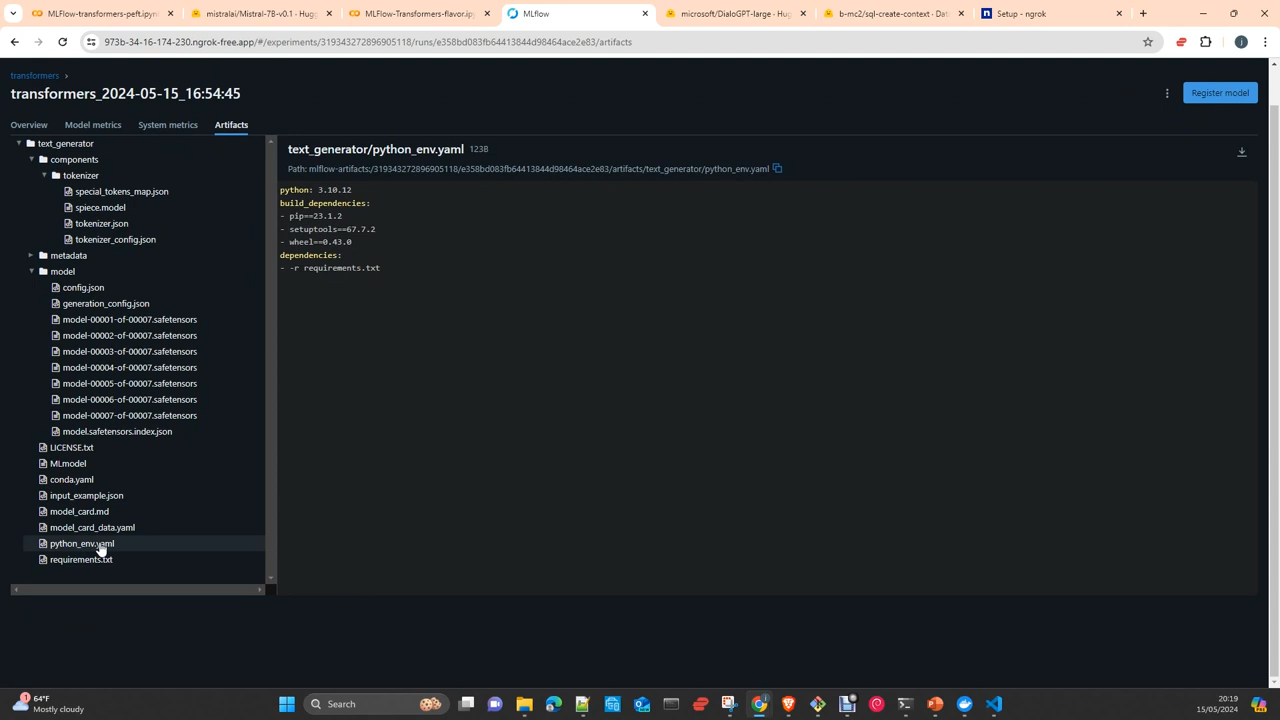 MLFlow-transformers-peft.ipynb
mistralai/Mistral-7B-v0.1 · Hugg
MLFlow-Transformers-flavor.ipynb
MLflow
microsoft/DialoGPT-large · Hugg
b-mc2/sql-create-context · Dat
Setup - ngrok
973b-34-16-174-230.ngrok-free.app/#/experiments/319343272896905118/runs/e358bd083fb64413844d98464ace2e83/artifacts
transformers
transformers_2024-05-15_16:54:45
Register model
Overview
Model metrics
System metrics
Artifacts
text_generator
components
tokenizer
special_tokens_map.json
spiece.model
tokenizer.json
tokenizer_config.json
metadata
model
config.json
generation_config.json
model-00001-of-00007.safetensors
model-00002-of-00007.safetensors
model-00003-of-00007.safetensors
model-00004-of-00007.safetensors
model-00005-of-00007.safetensors
model-00006-of-00007.safetensors
model-00007-of-00007.safetensors
model.safetensors.index.json
LICENSE.txt
MLmodel
conda.yaml
input_example.json
model_card.md
model_card_data.yaml
python_env.yaml
requirements.txt
text_generator/python_env.yaml 123B
Path: mlflow-artifacts:/319343272896905118/e358bd083fb64413844d98464ace2e83/artifacts/text_generator/python_env.yaml
python: 3.10.12
build_dependencies:
- pip==23.1.2
- setuptools==67.7.2
- wheel==0.43.0
dependencies:
- -r requirements.txt
1
64°F
Mostly cloudy
Search
20:19
15/05/2024